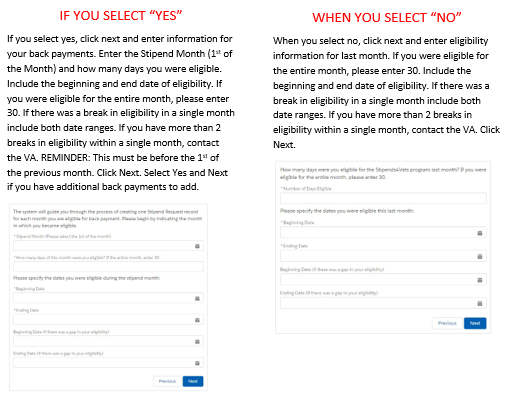 IF YOU SELECT “YES”
If you select yes, click next and enter information for
your back payments. Enter the Stipend Month (1st of
the Month) and how many days you were eligible.
Include the beginning and end date of eligibility. If
you were eligible for the entire month, please enter
30. If there was a break in eligibility in a single month
include both date ranges. If you have more than 2
breaks in eligibility within a single month, contact
the VA. REMINDER: This must be before the 1st of
the previous month. Click Next. Select Yes and Next
if you have additional back payments to add.
The system will guide you through the process of creating one Stipend Request record
for each month you are eligible for back payment. Please begin by indicating the month
in which you became eligible.
*Stipend Month (Please select the 1st of the month)
*How many days of this month were you eligible? If the entire month, enter 30
Please specify the dates you were eligible during the stipend month:
*Beginning Date
*Ending Date
Beginning Date (If there was a gap in your eligibility)
Ending Date (If there was a gap in your eligibility)
Previous Next
WHEN YOU SELECT “NO”
When you select no, click next and enter eligibility
information for last month. If you were eligible for
the entire month, please enter 30. Include the
beginning and end date of eligibility. If there was a
break in eligibility in a single month include both
date ranges. If you have more than 2 breaks in
eligibility within a single month, contact the VA. Click
Next.
How many days were you eligible for the Stipends4Vets program last month? If you were
eligible for the entire month, please enter 30.
*Number of Days Eligible
Please specify the dates you were eligible this last month:
*Beginning Date
*Ending Date
Beginning Date (If there was a gap in your eligibility)
Ending Date (If there was a gap in your eligibility)
Previous Next